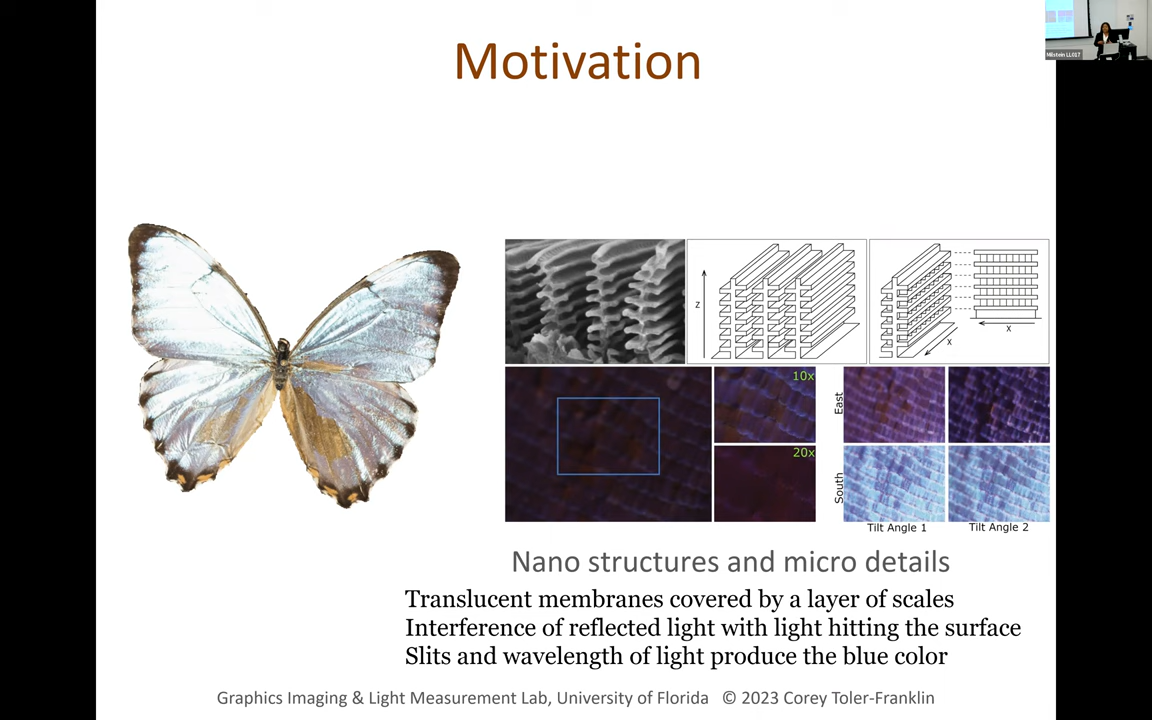 Motivation
Milstein LL017
Z
X
X
10x
20x
East
South
Tilt Angle 1
Tilt Angle 2
Nano structures and micro details
Translucent membranes covered by a layer of scales
Interference of reflected light with light hitting the surface
Slits and wavelength of light produce the blue color
Graphics Imaging & Light Measurement Lab, University of Florida © 2023 Corey Toler-Franklin